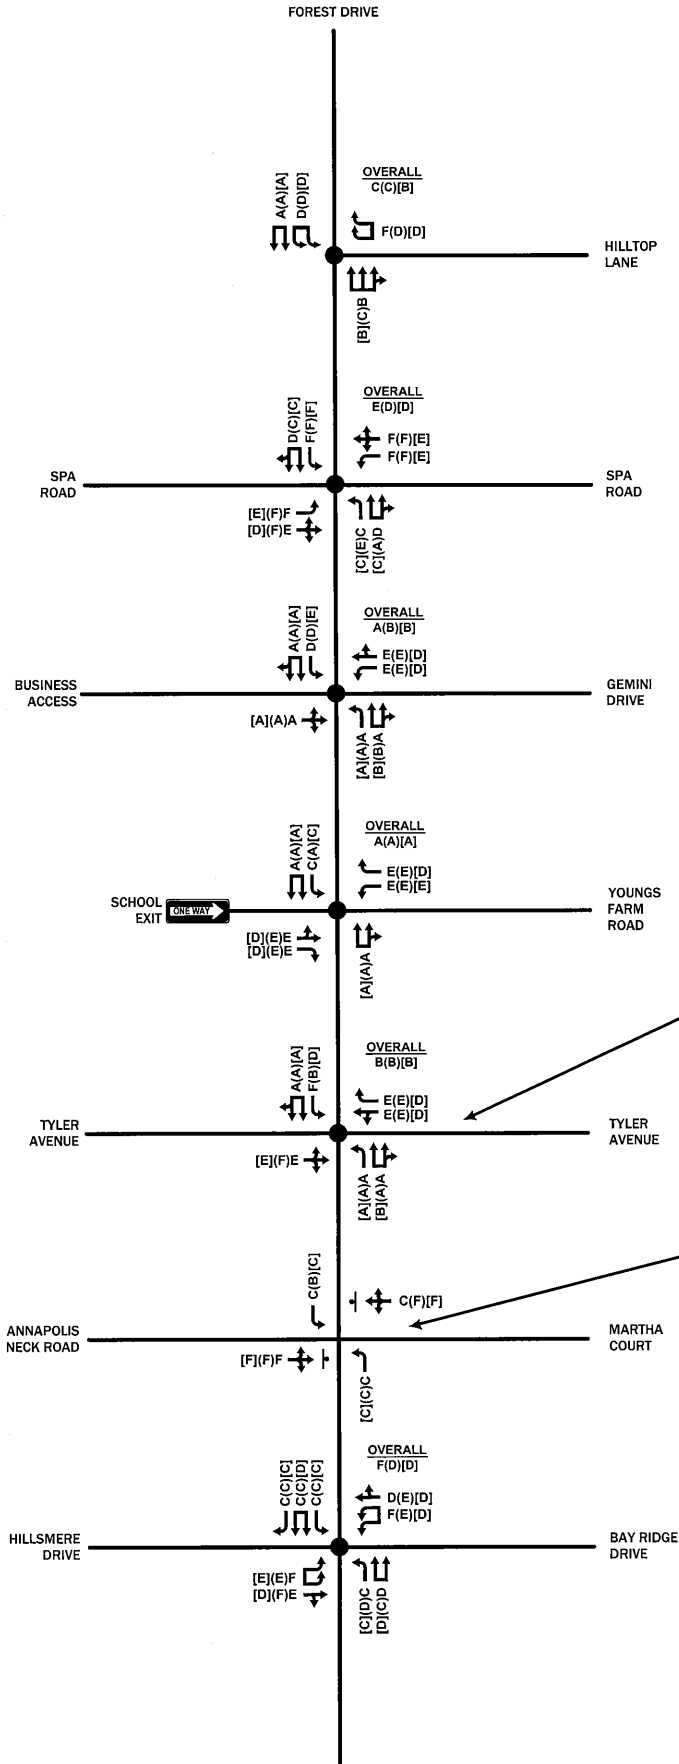 FOREST DRIVE
A(A)[A]
D(D)[D]
OVERALL
C(C)[B]
F(D)[D]
HILLTOP
LANE
[B](C)B
D(C)[C]
F(F)[F]
OVERALL
E(D)[D]
F(F)[E]
F(F)[E]
SPA
ROAD
SPA
ROAD
[E](F)F
[D](F)E
[C](E)C
[C](A)D
A(A)[A]
D(D)[E]
OVERALL
A(B)[B]
E(E)[D]
E(E)[D]
BUSINESS
ACCESS
GEMINI
DRIVE
[A](A)A
[A](A)A
[B](B)A
A(A)[A]
C(A)[C]
OVERALL
A(A)[A]
E(E)[D]
E(E)[E]
SCHOOL
EXIT
ONE WAY
YOUNGS
FARM
ROAD
[D](E)E
[D](E)E
[A](A)A
A(A)[A]
F(B)[D]
OVERALL
B(B)[B]
E(E)[D]
E(E)[D]
TYLER
AVENUE
TYLER
AVENUE
[E](F)E
[A](A)A
[B](A)A
C(B)[C]
C(F)[F]
ANNAPOLIS
NECK ROAD
MARTHA
COURT
[F](F)F
[C](C)C
C(C)[C]
C(C)[D]
C(C)[C]
OVERALL
F(D)[D]
D(E)[D]
F(E)[D]
HILLSMERE
DRIVE
BAY RIDGE
DRIVE
[E](E)F
[D](F)E
[C](D)C
[D](C)D